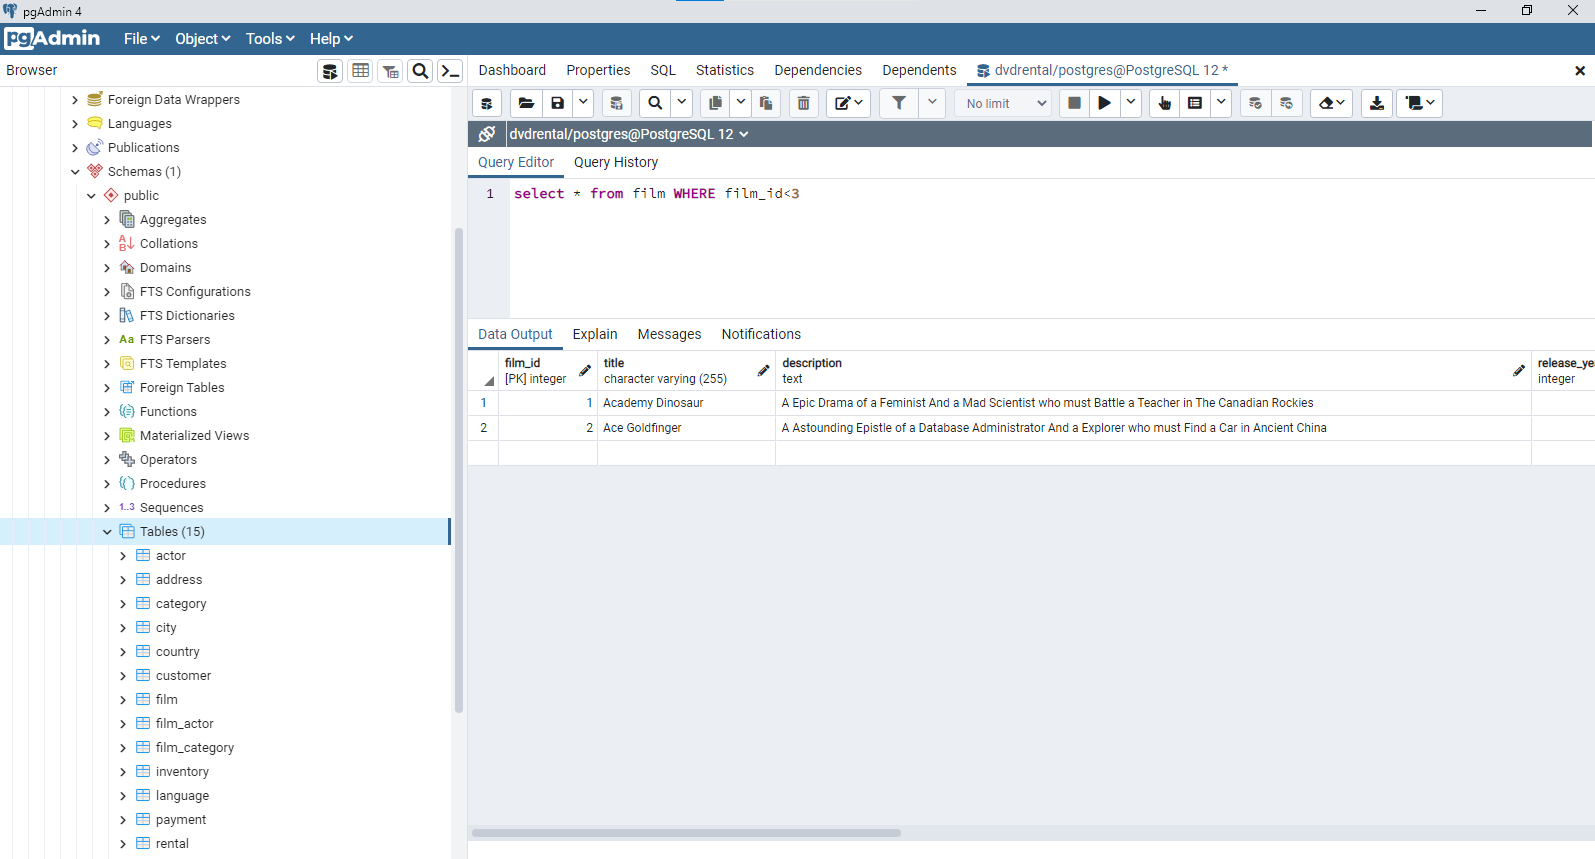 pgAdmin 4
pgAdmin File Object Tools Help
Browser
Dashboard Properties SQL Statistics Dependencies Dependents dvdrental/postgres@PostgreSQL 12 *
No limit
dvdrental/postgres@PostgreSQL 12
Query Editor Query History
1 select * from film WHERE film_id<3
Foreign Data Wrappers
Languages
Publications
Schemas (1)
public
Aggregates
Collations
Domains
FTS Configurations
FTS Dictionaries
Aa FTS Parsers
FTS Templates
Foreign Tables
Functions
Materialized Views
Operators
Procedures
1..3 Sequences
Tables (15)
actor
address
category
city
country
customer
film
film_actor
film_category
inventory
language
payment
rental
Data Output Explain Messages Notifications
film_id title description release_ye
[PK] integer character varying (255) text integer
1 1 Academy Dinosaur A Epic Drama of a Feminist And a Mad Scientist who must Battle a Teacher in The Canadian Rockies
2 2 Ace Goldfinger A Astounding Epistle of a Database Administrator And a Explorer who must Find a Car in Ancient China